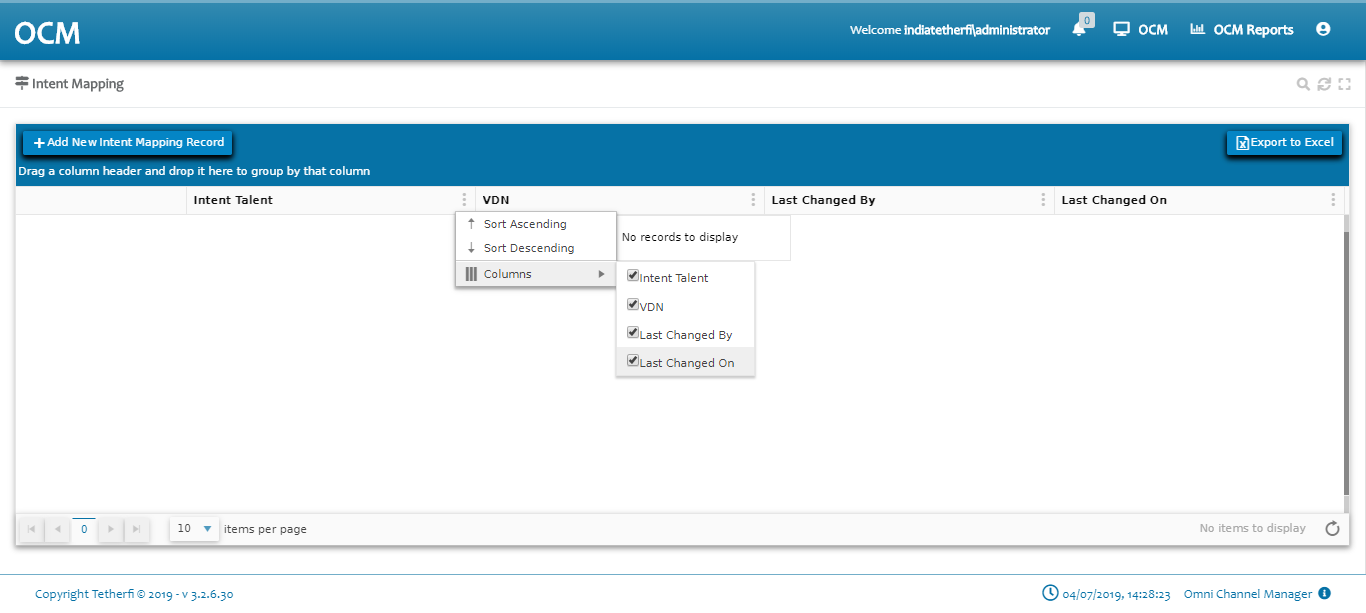 OCM
Welcome indiatetherfi\administrator
0
OCM
OCM Reports
Intent Mapping
Add New Intent Mapping Record
Export to Excel
Drag a column header and drop it here to group by that column
Intent Talent
VDN
Last Changed By
Last Changed On
Sort Ascending
No records to display
Sort Descending
Columns
Intent Talent
VDN
Last Changed By
Last Changed On
0
10
items per page
No items to display
Copyright Tetherfi © 2019 - v 3.2.6.30
04/07/2019, 14:28:23
Omni Channel Manager